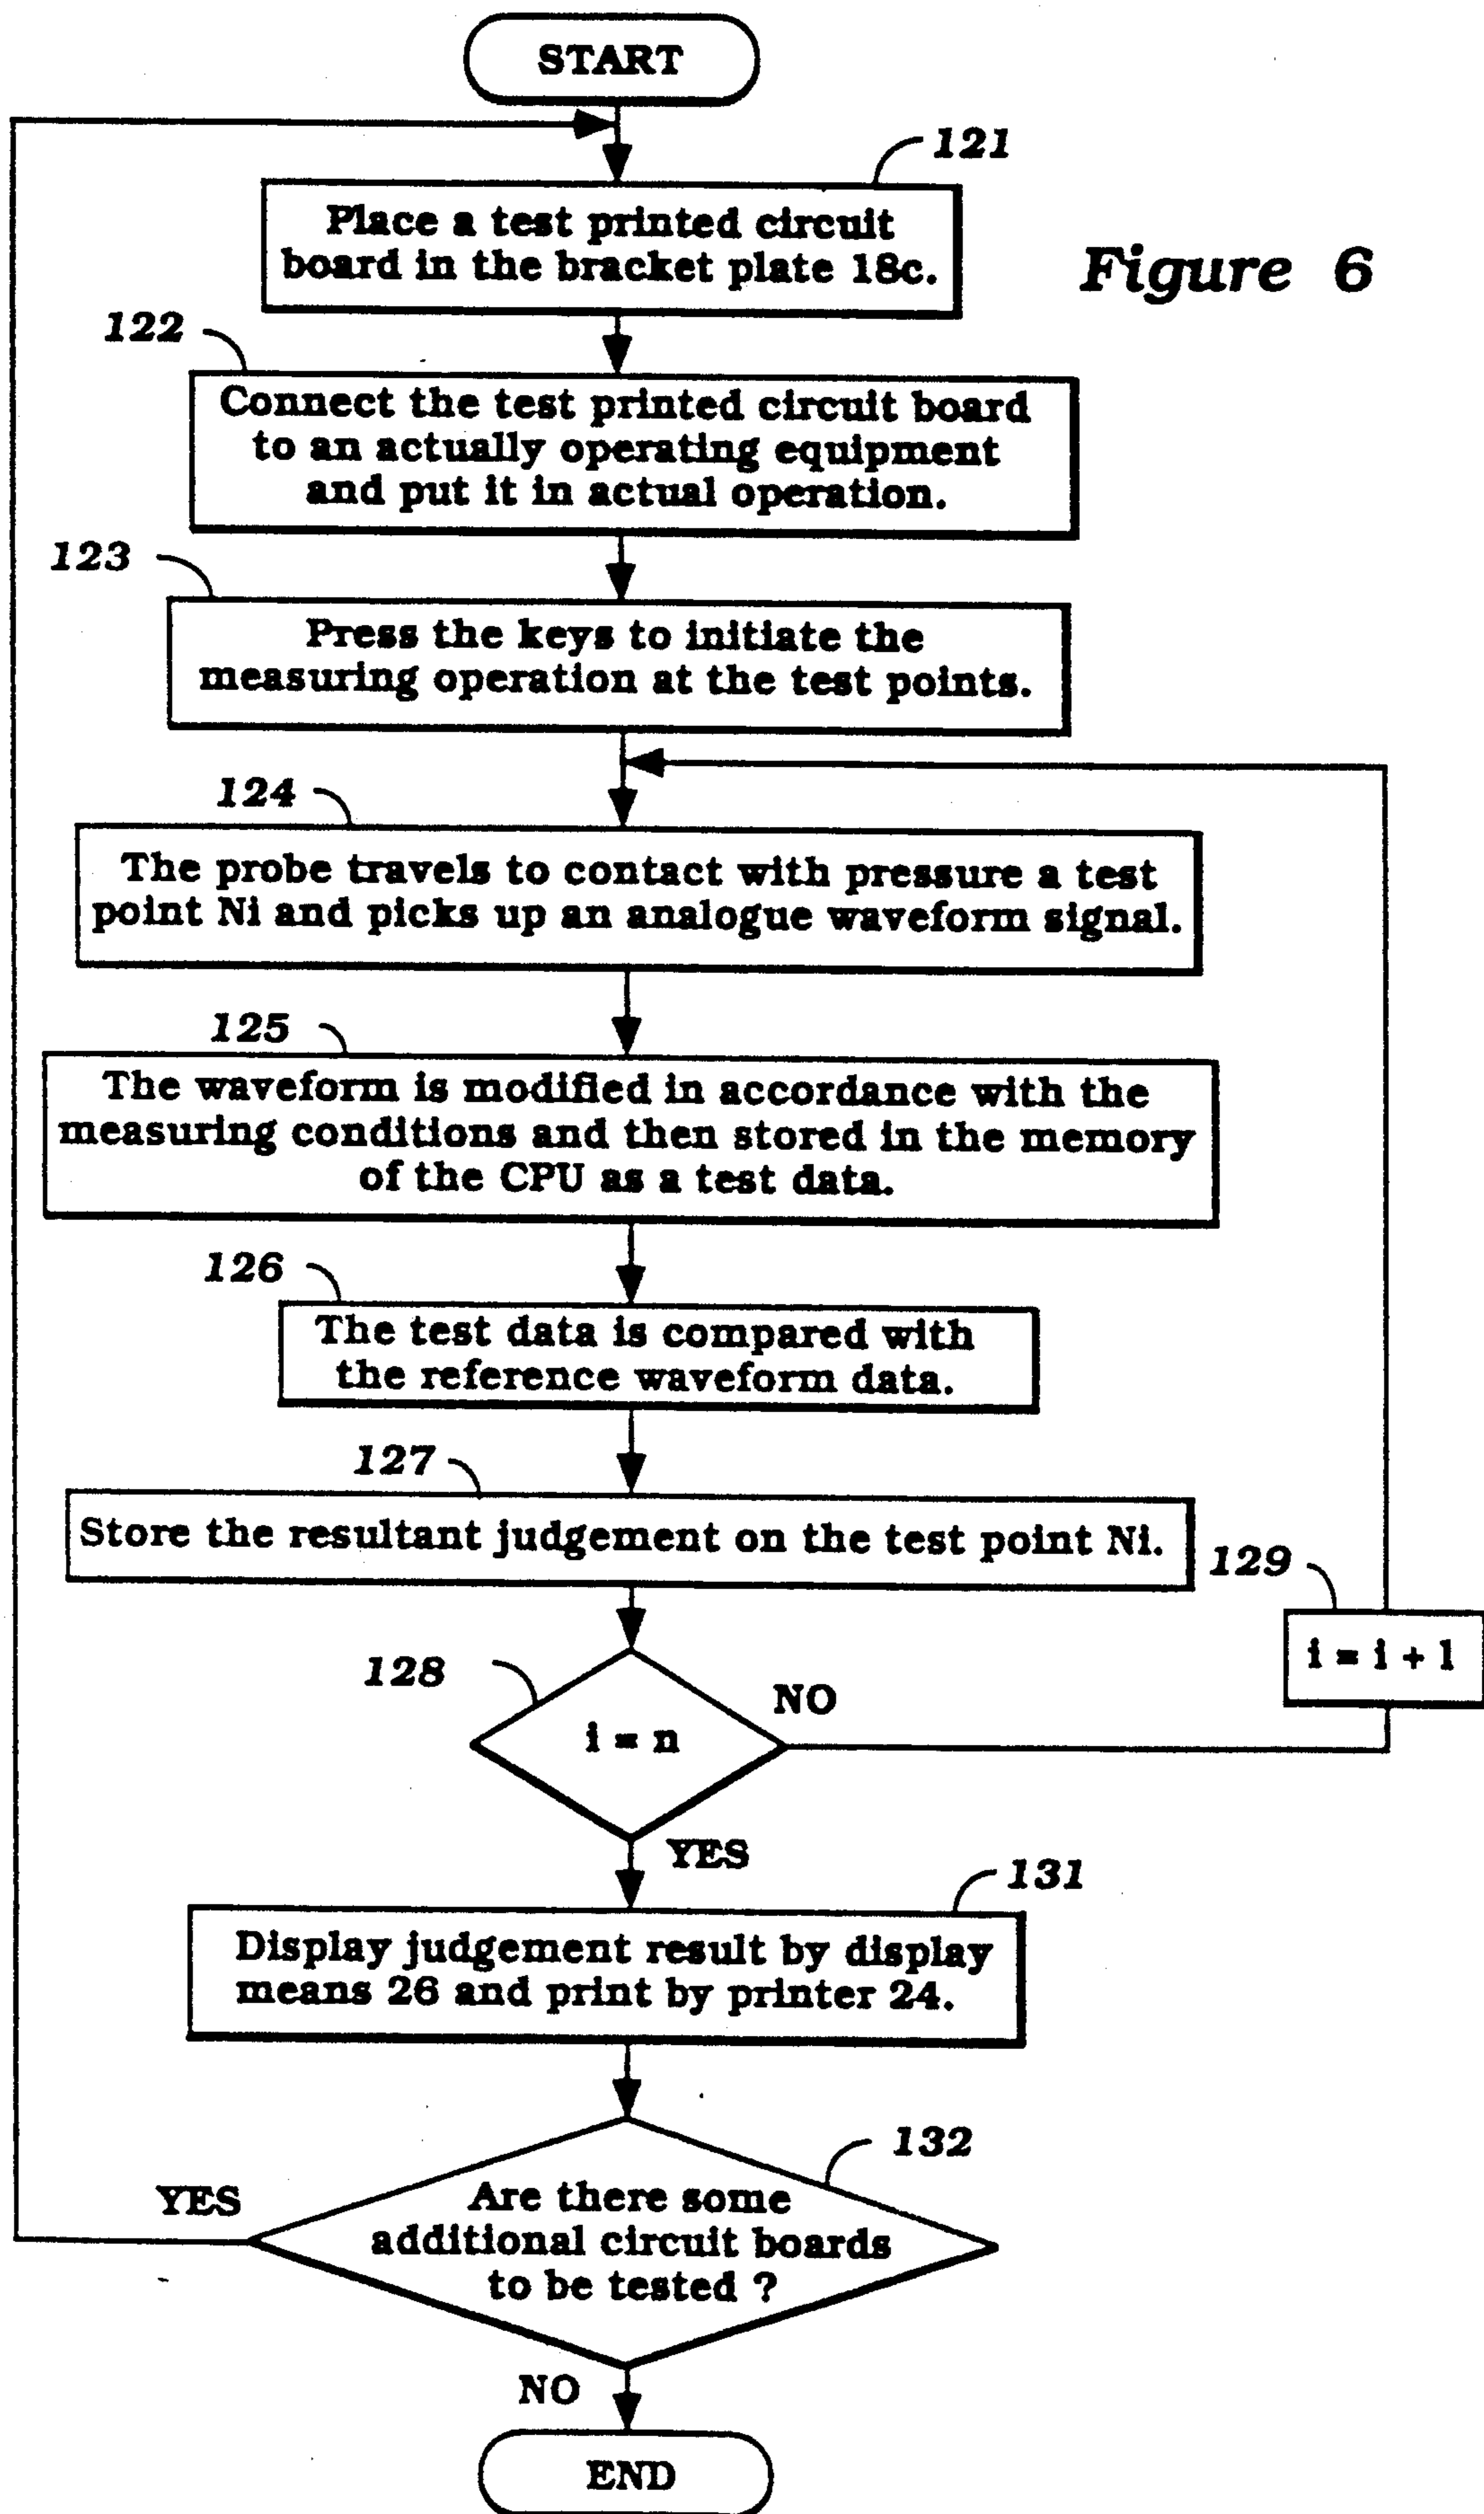 START
121
Place a test printed circuit
board in the bracket plate 18c.
Figure 6
122
Connect the test printed circuit board
to an actually operating equipment
and put it in actual operation.
123
Press the keys to initiate the
measuring operation at the test points.
124
The probe travels to contact with pressure a test
point Ni and picks up an analogue waveform signal.
125
The waveform is modified in accordance with the
measuring conditions and then stored in the memory
of the CPU as a test data.
126
The test data is compared with
the reference waveform data.
127
Store the resultant judgement on the test point Ni.
129
i = i + 1
128
i = n
NO
YES
131
Display judgement result by display
means 26 and print by printer 24.
132
YES
Are there some
additional circuit boards
to be tested ?
NO
END